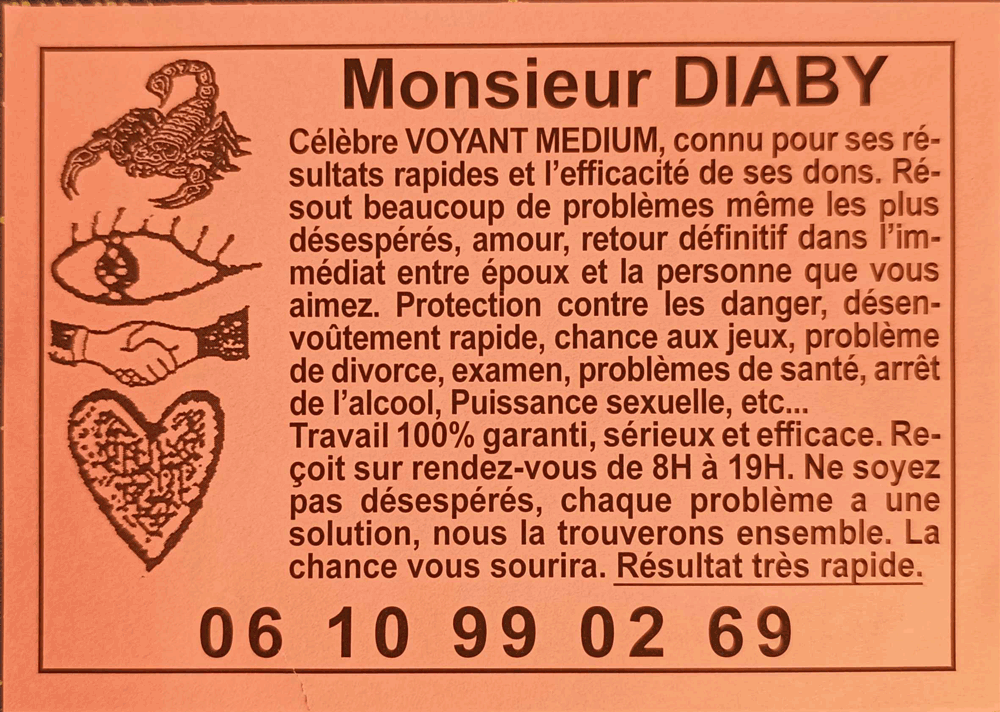 Monsieur DIABY
Célèbre VOYANT MEDIUM, connu pour ses ré-
sultats rapides et l'efficacité de ses dons. Ré-
sout beaucoup de problèmes même les plus
désespérés, amour, retour définitif dans l'im-
médiat entre époux et la personne que vous
aimez. Protection contre les danger, désen-
voûtement rapide, chance aux jeux, problème
de divorce, examen, problèmes de santé, arrêt
de l'alcool, Puissance sexuelle, etc...
Travail 100% garanti, sérieux et efficace. Re-
çoit sur rendez-vous de 8H à 19H. Ne soyez
pas désespérés, chaque problème a une
solution, nous la trouverons ensemble. La
chance vous sourira. Résultat très rapide.
06 10 99 02 69